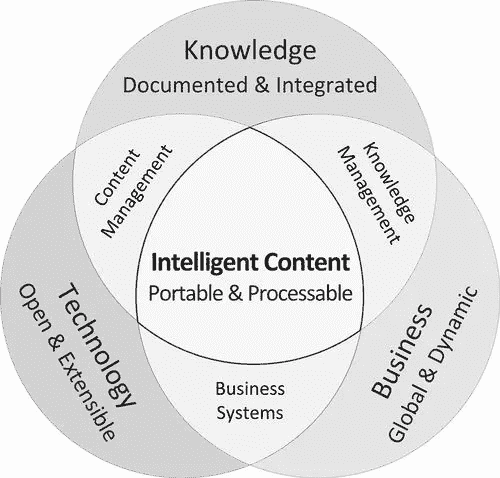 Knowledge
Documented & Integrated
Content
Management
Knowledge
Management
Intelligent Content
Portable & Processable
Technology
Open & Extensible
Business
Global & Dynamic
Business
Systems